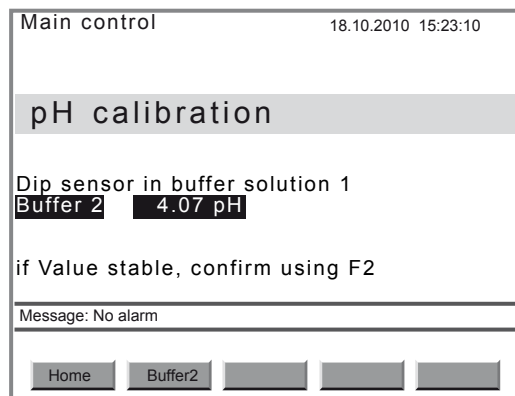 Main control 18.10.2010 15:23:10
pH calibration
Dip sensor in buffer solution 1
Buffer 2 4.07 pH
if Value stable, confirm using F2
Message: No alarm
Home Buffer2